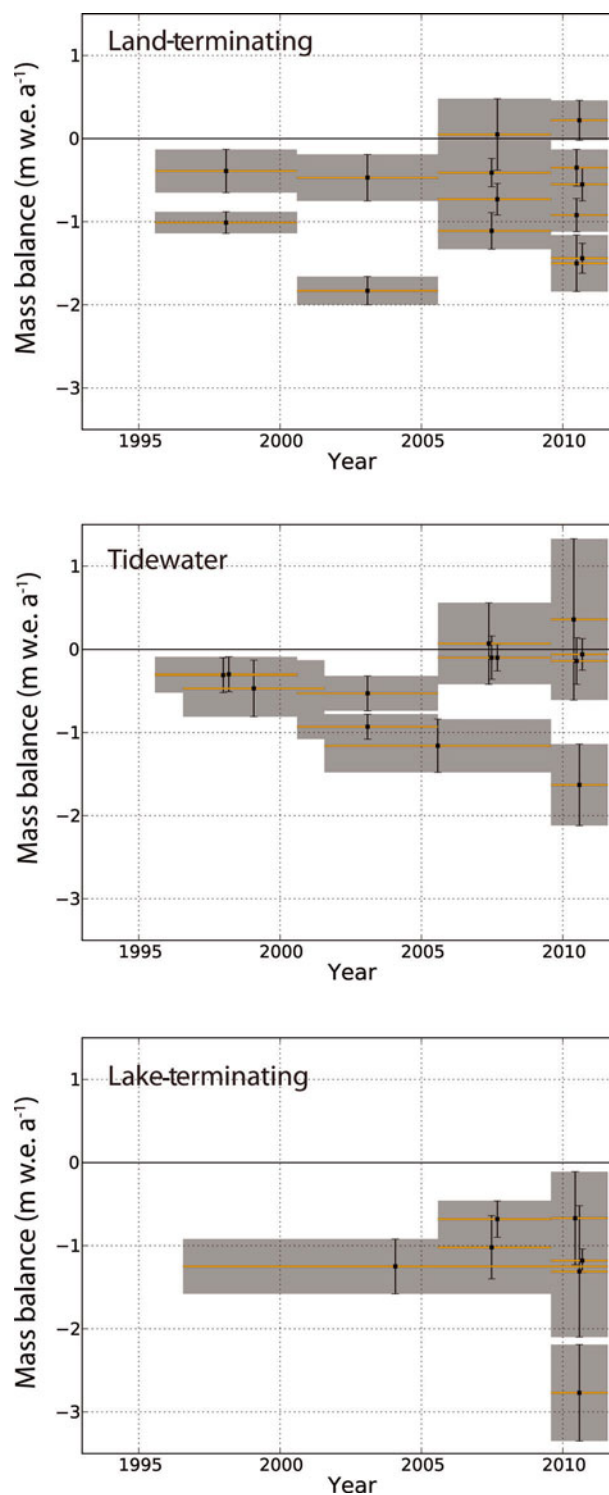 Land-terminating
Mass balance (m w.e. a⁻¹)
1
0
−1
−2
−3
1995 2000 2005 2010
Year
Tidewater
Mass balance (m w.e. a⁻¹)
1
0
−1
−2
−3
1995 2000 2005 2010
Year
Lake-terminating
Mass balance (m w.e. a⁻¹)
1
0
−1
−2
−3
1995 2000 2005 2010
Year